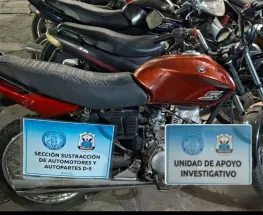 SECCIÓN SUSTRACCIÓN
DE AUTOMOTORES Y
AUTOPARTES D-5
UNIDAD DE APOYO
INVESTIGATIVO